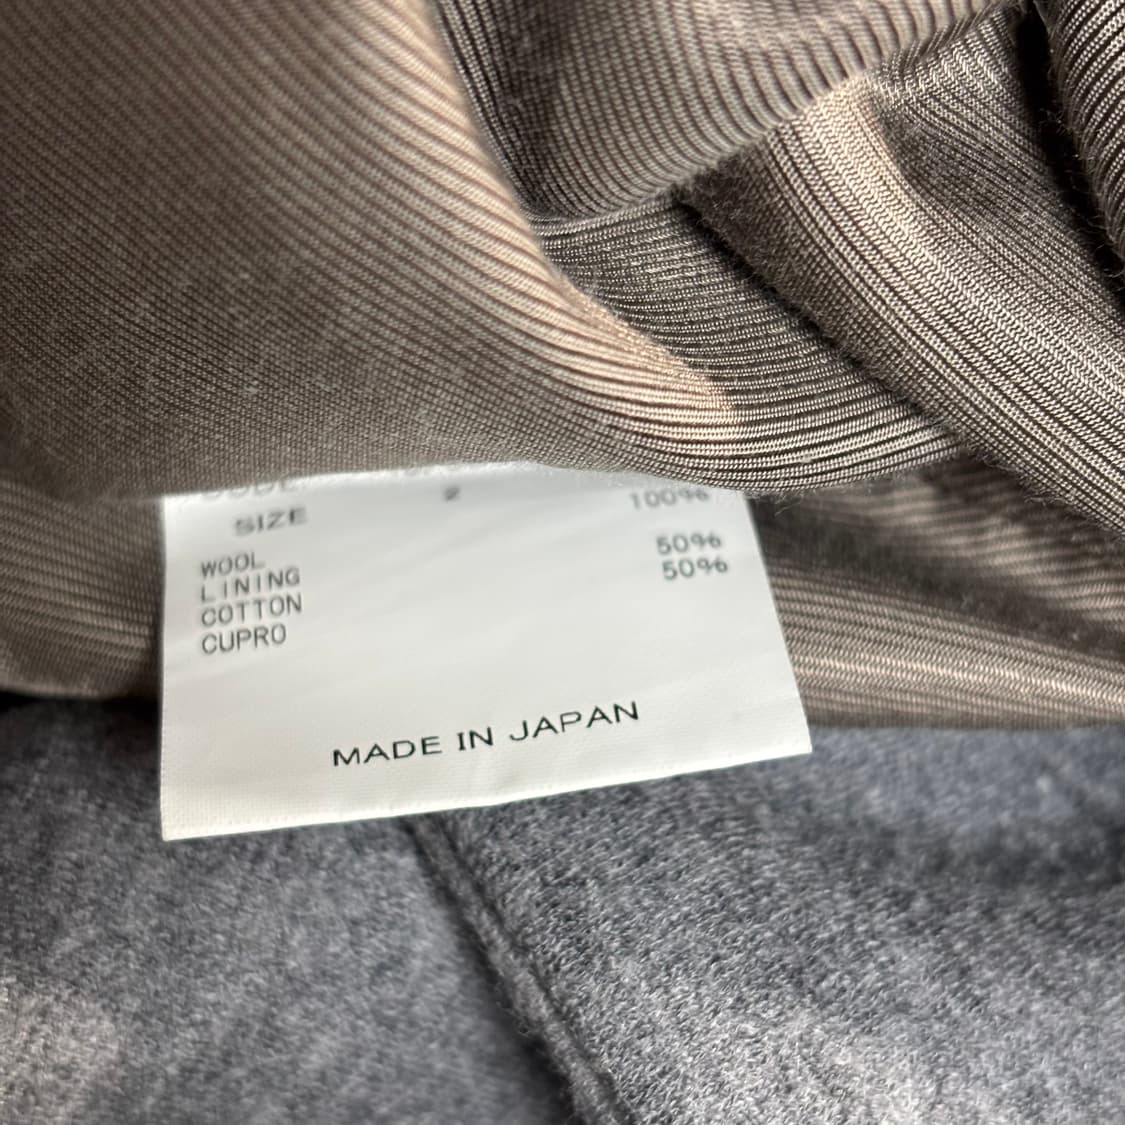 SIZE 2
WOOL 100%
LINING
COTTON 50%
CUPRO 50%
MADE IN JAPAN